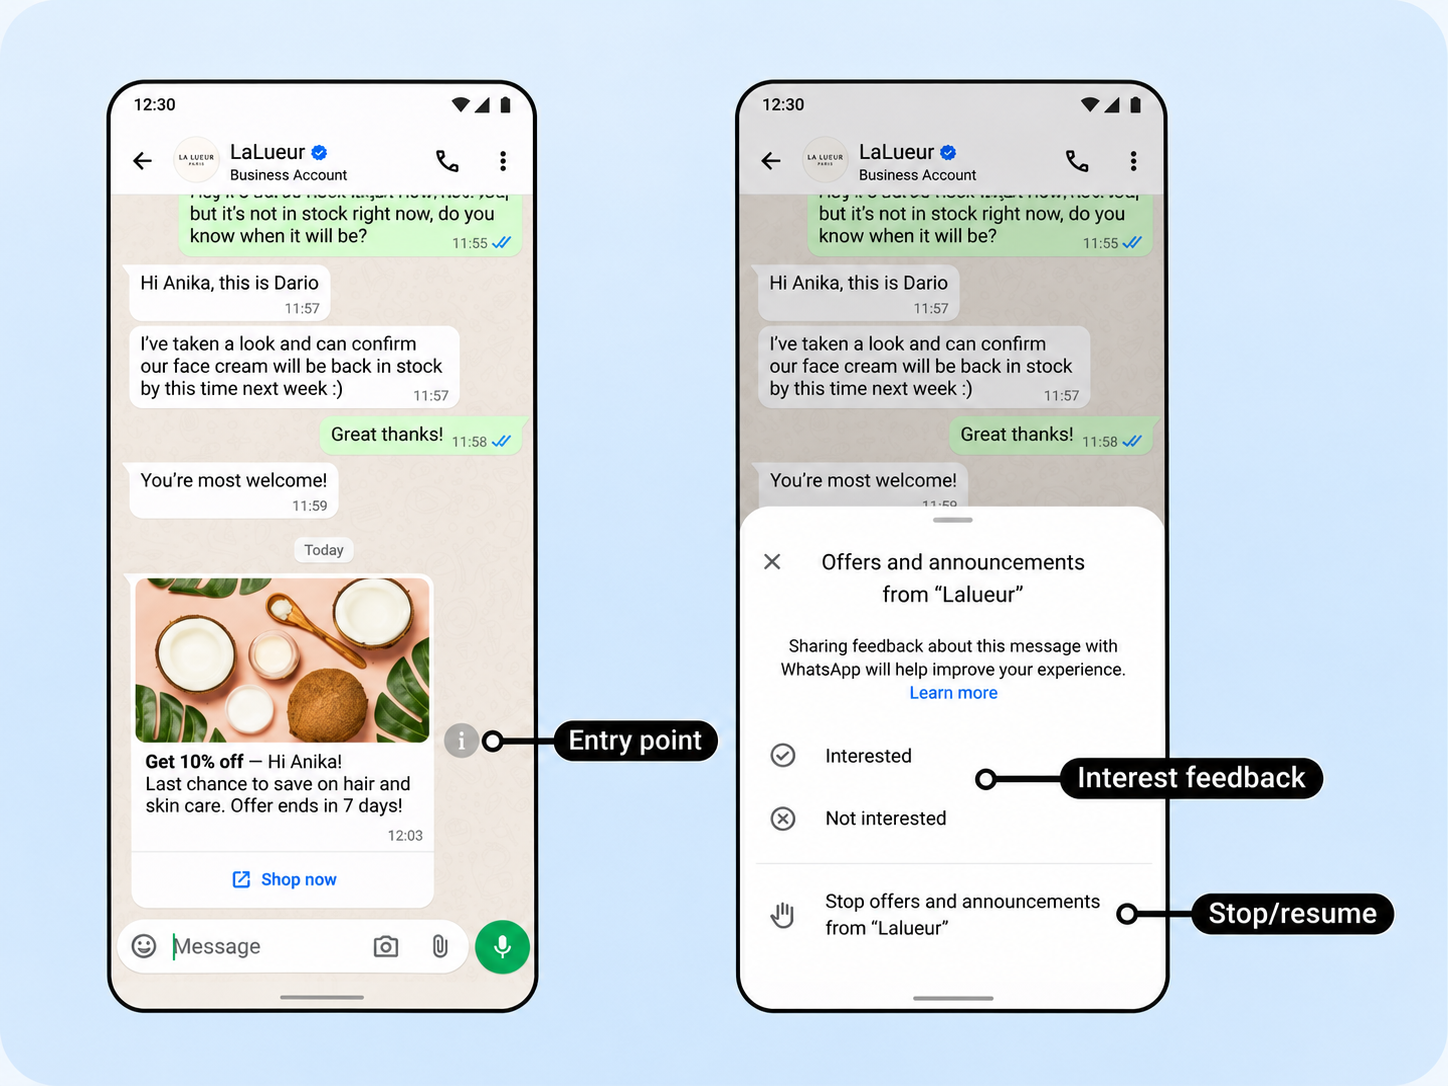 12:30
LA LUEUR
PARIS
LaLueur
Business Account
but it's not in stock right now, do you
know when it will be?
11:55
Hi Anika, this is Dario
11:57
I've taken a look and can confirm
our face cream will be back in stock
by this time next week :)
11:57
Great thanks!
11:58
You're most welcome!
11:59
Today
Get 10% off — Hi Anika!
Last chance to save on hair and
skin care. Offer ends in 7 days!
12:03
Shop now
Message
Entry point
12:30
LA LUEUR
PARIS
LaLueur
Business Account
but it's not in stock right now, do you
know when it will be?
11:55
Hi Anika, this is Dario
11:57
I've taken a look and can confirm
our face cream will be back in stock
by this time next week :)
11:57
Great thanks!
11:58
You're most welcome!
11:59
Offers and announcements
from “Lalueur”
Sharing feedback about this message with
WhatsApp will help improve your experience.
Learn more
Interested
Not interested
Interest feedback
Stop offers and announcements
from “Lalueur”
Stop/resume